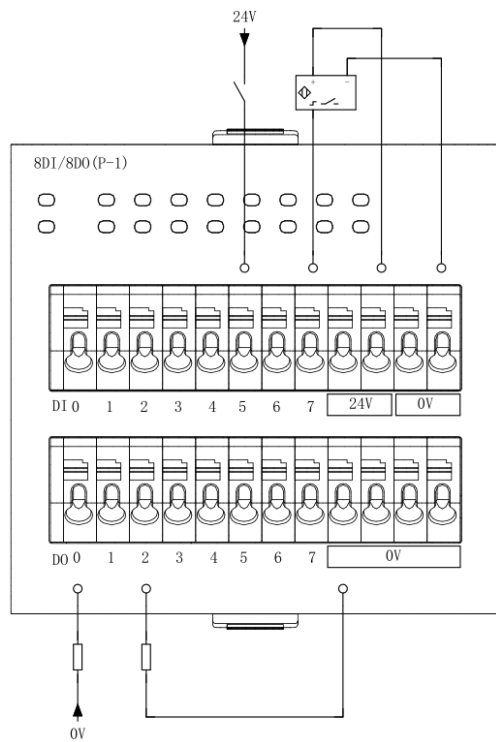 24V
+ -
8DI/8DO(P-1)
DI 0 1 2 3 4 5 6 7 24V 0V
DO 0 1 2 3 4 5 6 7 0V
0V